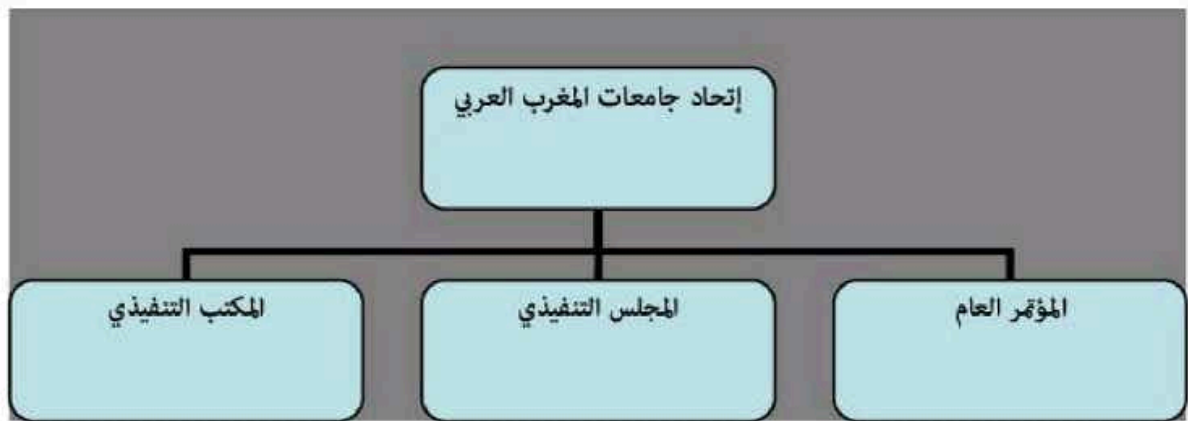 إتحاد جامعات المغرب العربي
المؤتمر العام
المجلس التنفيذي
المكتب التنفيذي